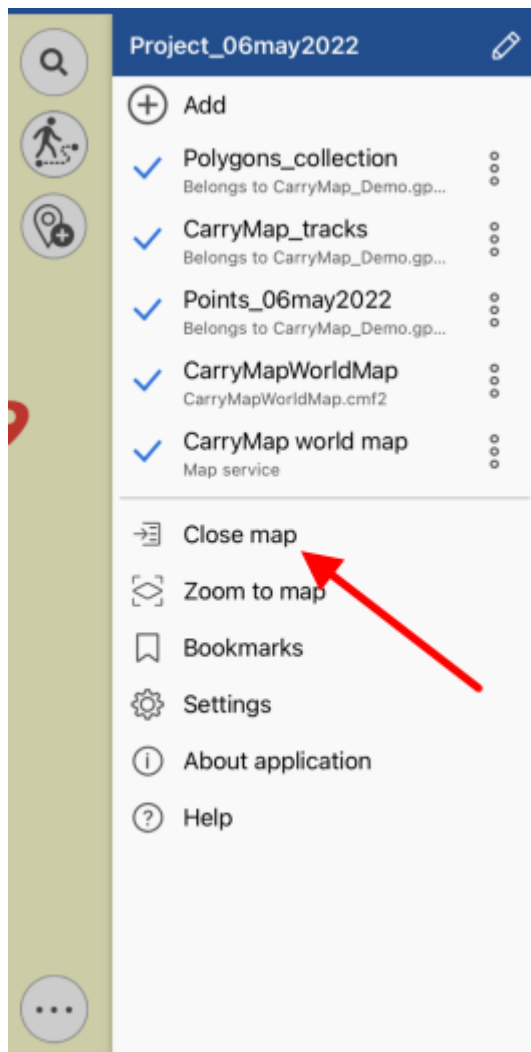 Project_06may2022
Add
Polygons_collection
Belongs to CarryMap_Demo.gp...
CarryMap_tracks
Belongs to CarryMap_Demo.gp...
Points_06may2022
Belongs to CarryMap_Demo.gp...
CarryMapWorldMap
CarryMapWorldMap.cmf2
CarryMap world map
Map service
Close map
Zoom to map
Bookmarks
Settings
About application
Help